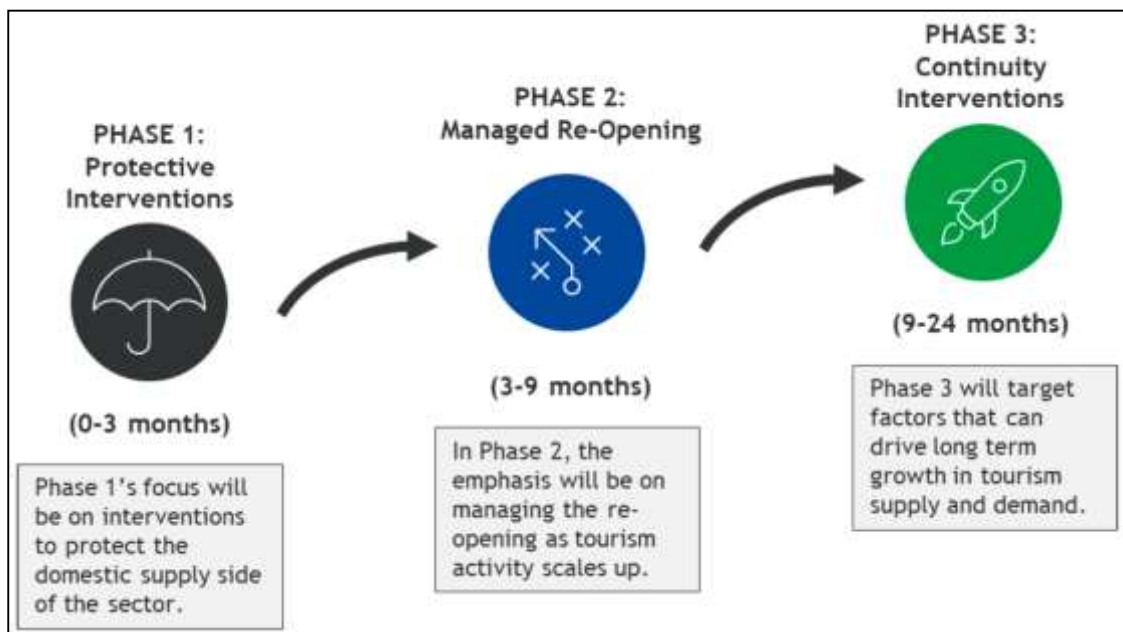 PHASE 1:
Protective
Interventions
(0-3 months)
Phase 1's focus will
be on interventions
to protect the
domestic supply side
of the sector.
PHASE 2:
Managed Re-Opening
(3-9 months)
In Phase 2, the
emphasis will be on
managing the re-
opening as tourism
activity scales up.
PHASE 3:
Continuity
Interventions
(9-24 months)
Phase 3 will target
factors that can
drive long term
growth in tourism
supply and demand.